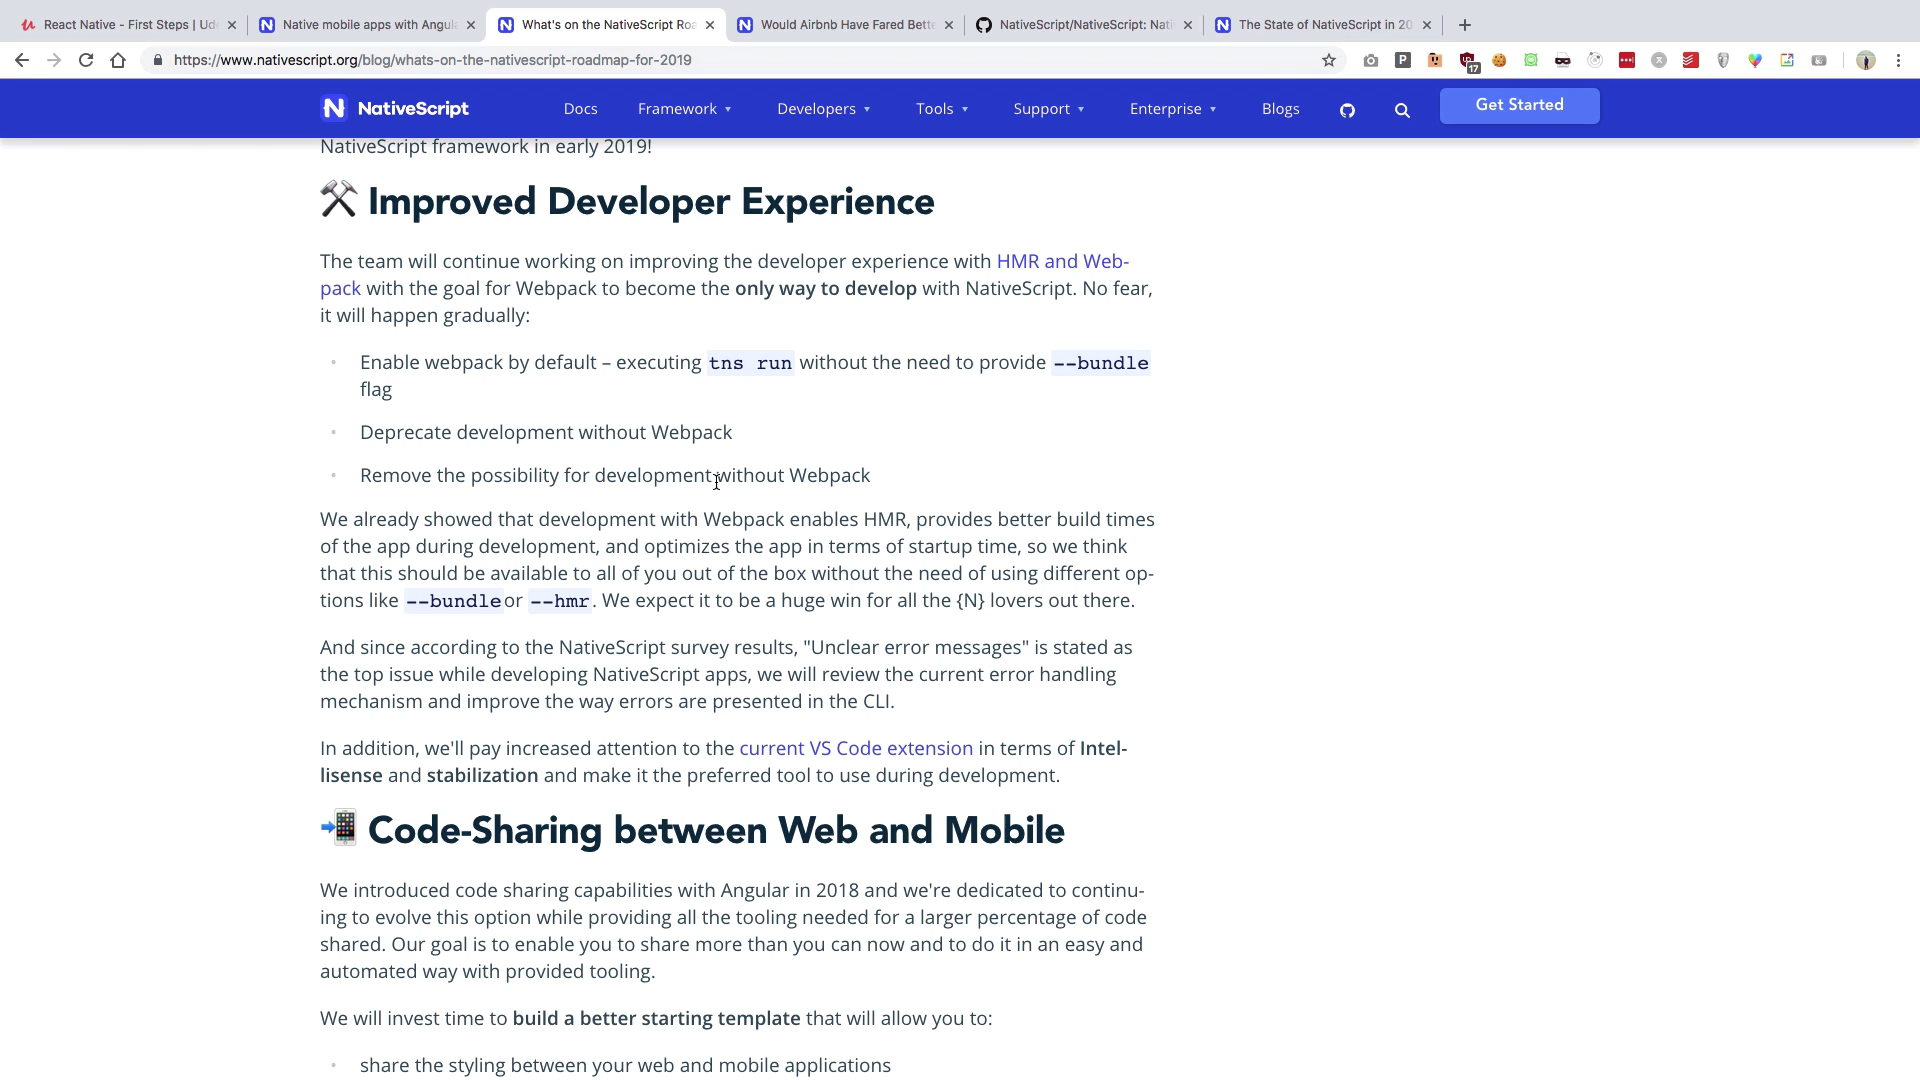 React Native - First Steps | Ud
Native mobile apps with Angula
What's on the NativeScript Roa
Would Airbnb Have Fared Bette
NativeScript/NativeScript: Nati
The State of NativeScript in 20
https://www.nativescript.org/blog/whats-on-the-nativescript-roadmap-for-2019
17
NativeScript
Docs
Framework
Developers
Tools
Support
Enterprise
Blogs
Get Started
NativeScript framework in early 2019!
Improved Developer Experience
The team will continue working on improving the developer experience with HMR and Web-
pack with the goal for Webpack to become the only way to develop with NativeScript. No fear,
it will happen gradually:
• Enable webpack by default – executing tns run without the need to provide --bundle
flag
• Deprecate development without Webpack
• Remove the possibility for development without Webpack
We already showed that development with Webpack enables HMR, provides better build times
of the app during development, and optimizes the app in terms of startup time, so we think
that this should be available to all of you out of the box without the need of using different op-
tions like --bundle or --hmr. We expect it to be a huge win for all the {N} lovers out there.
And since according to the NativeScript survey results, "Unclear error messages" is stated as
the top issue while developing NativeScript apps, we will review the current error handling
mechanism and improve the way errors are presented in the CLI.
In addition, we'll pay increased attention to the current VS Code extension in terms of Intel-
lisense and stabilization and make it the preferred tool to use during development.
Code-Sharing between Web and Mobile
We introduced code sharing capabilities with Angular in 2018 and we're dedicated to continu-
ing to evolve this option while providing all the tooling needed for a larger percentage of code
shared. Our goal is to enable you to share more than you can now and to do it in an easy and
automated way with provided tooling.
We will invest time to build a better starting template that will allow you to:
• share the styling between your web and mobile applications